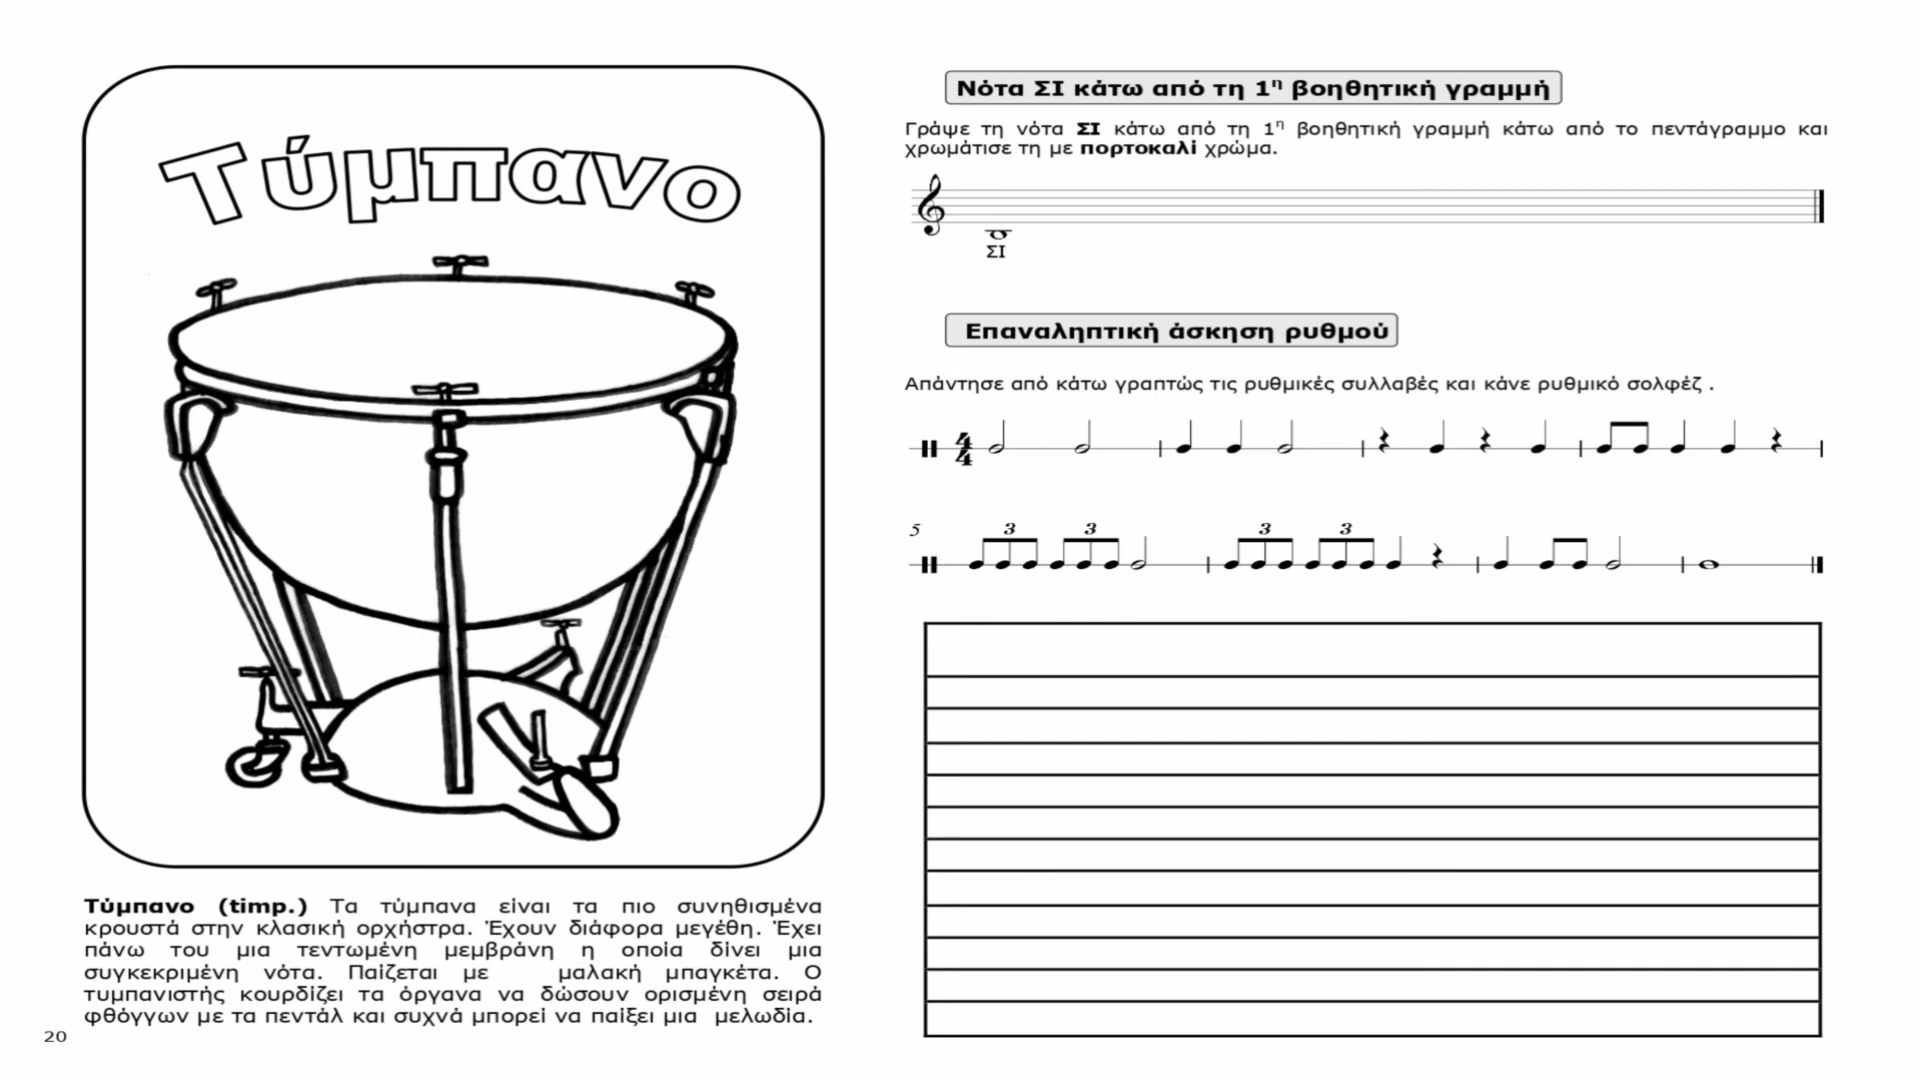 Τύμπανο
Τύμπανο (timp.) Τα τύμπανα είναι τα πιο συνηθισμένα
κρουστά στην κλασική ορχήστρα. Έχουν διάφορα μεγέθη. Έχει
πάνω του μια τεντωμένη μεμβράνη η οποία δίνει μια
συγκεκριμένη νότα. Παίζεται με μαλακή μπαγκέτα. Ο
τυμπανιστής κουρδίζει τα όργανα να δώσουν ορισμένη σειρά
φθόγγων με τα πεντάλ και συχνά μπορεί να παίξει μια μελωδία.
20
Νότα ΣΙ κάτω από τη 1η βοηθητική γραμμή
Γράψε τη νότα ΣΙ κάτω από τη 1η βοηθητική γραμμή κάτω από το πεντάγραμμο και
χρωμάτισε τη με πορτοκαλί χρώμα.
ΣΙ
Επαναληπτική άσκηση ρυθμού
Απάντησε από κάτω γραπτώς τις ρυθμικές συλλαβές και κάνε ρυθμικό σολφέζ .
4
4
5
3 3 3 3